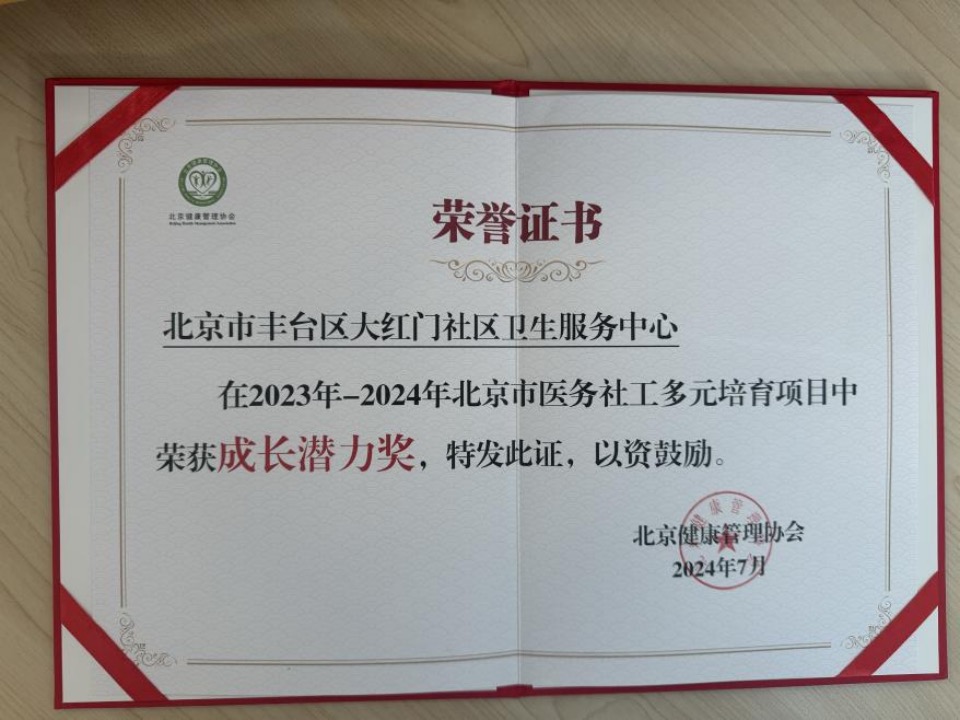 北京健康管理协会
Beijing Health Management Association
荣誉证书
北京市丰台区大红门社区卫生服务中心
在2023年-2024年北京市医务社工多元培育项目中
荣获成长潜力奖，特发此证，以资鼓励。
北京健康管理协会
2024年7月